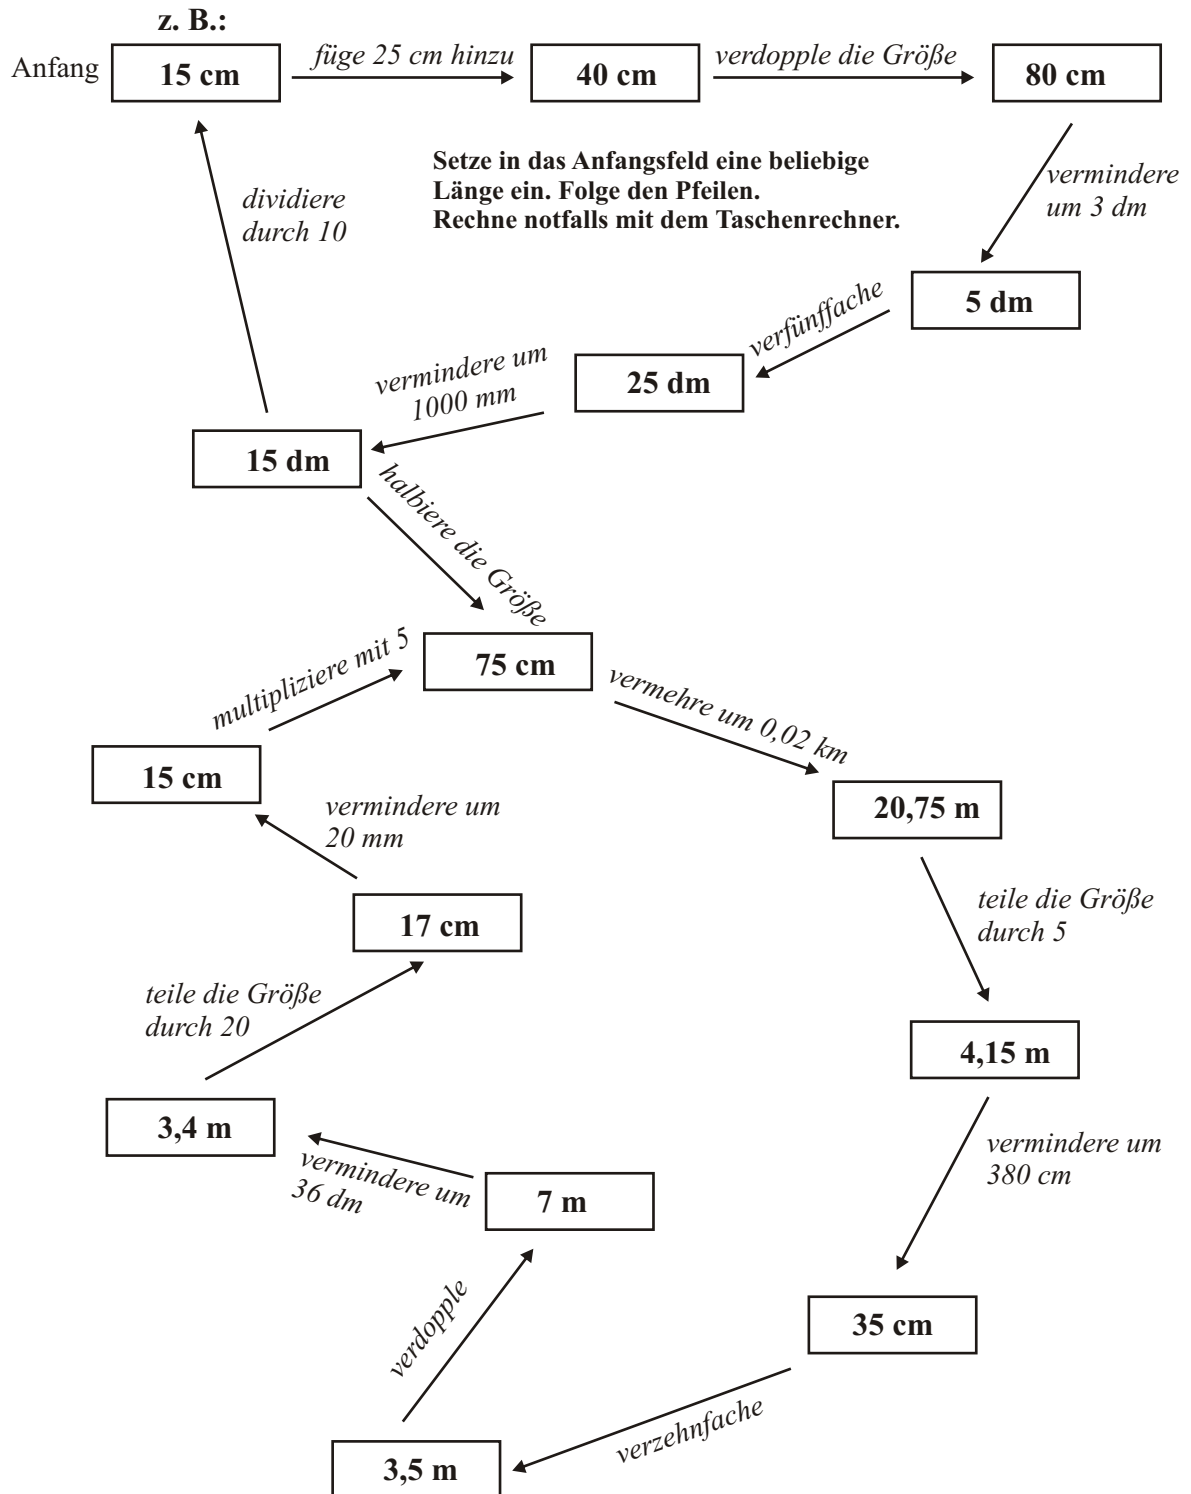 z. B.:
Anfang
15 cm
füge 25 cm hinzu
40 cm
verdopple die Größe
80 cm
vermindere
um 3 dm
Setze in das Anfangsfeld eine beliebige
Länge ein. Folge den Pfeilen.
Rechne notfalls mit dem Taschenrechner.
dividiere
durch 10
5 dm
verfünffache
25 dm
vermindere um
1000 mm
15 dm
halbiere die Größe
75 cm
vermehre um 0,02 km
20,75 m
teile die Größe
durch 5
4,15 m
vermindere um
380 cm
35 cm
verzehnfache
3,5 m
verdopple
7 m
vermindere um
36 dm
3,4 m
teile die Größe
durch 20
17 cm
vermindere um
20 mm
15 cm
multipliziere mit 5